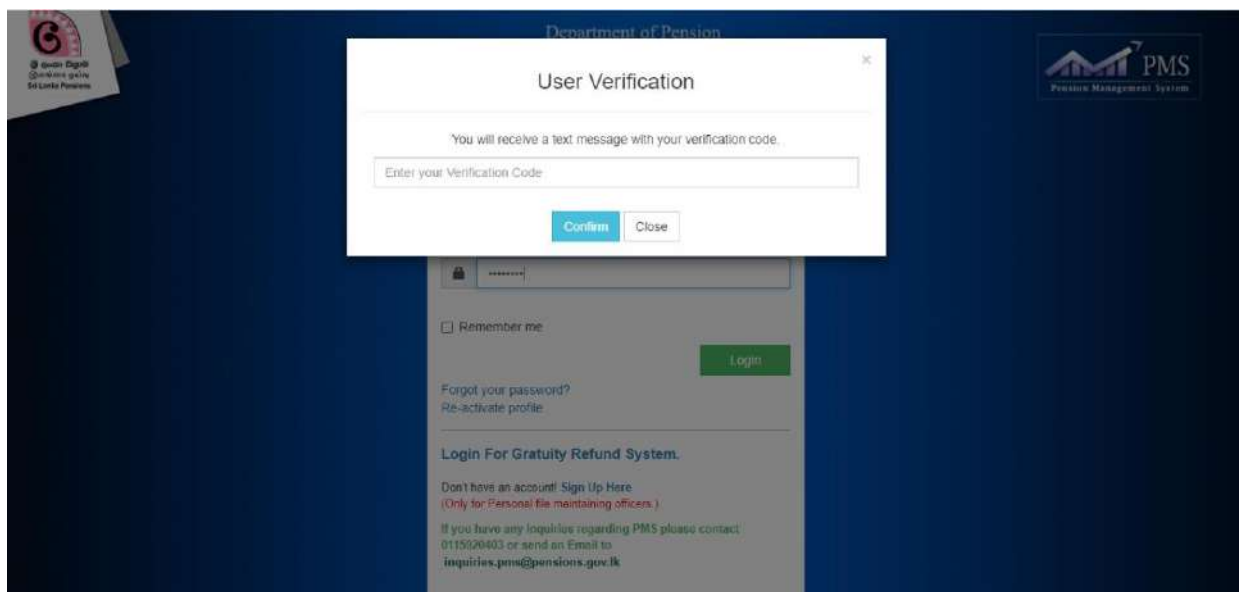 Department of Pension
Sri Lanka Pensions
PMS
Pension Management System
×
User Verification
You will receive a text message with your verification code.
Enter your Verification Code
Confirm
Close
Remember me
Login
Forgot your password?
Re-activate profile
Login For Gratuity Refund System.
Don't have an account! Sign Up Here
(Only for Personal file maintaining officers.)
If you have any inquiries regarding PMS please contact
0115920403 or send an Email to
inquiries.pms@pensions.gov.lk